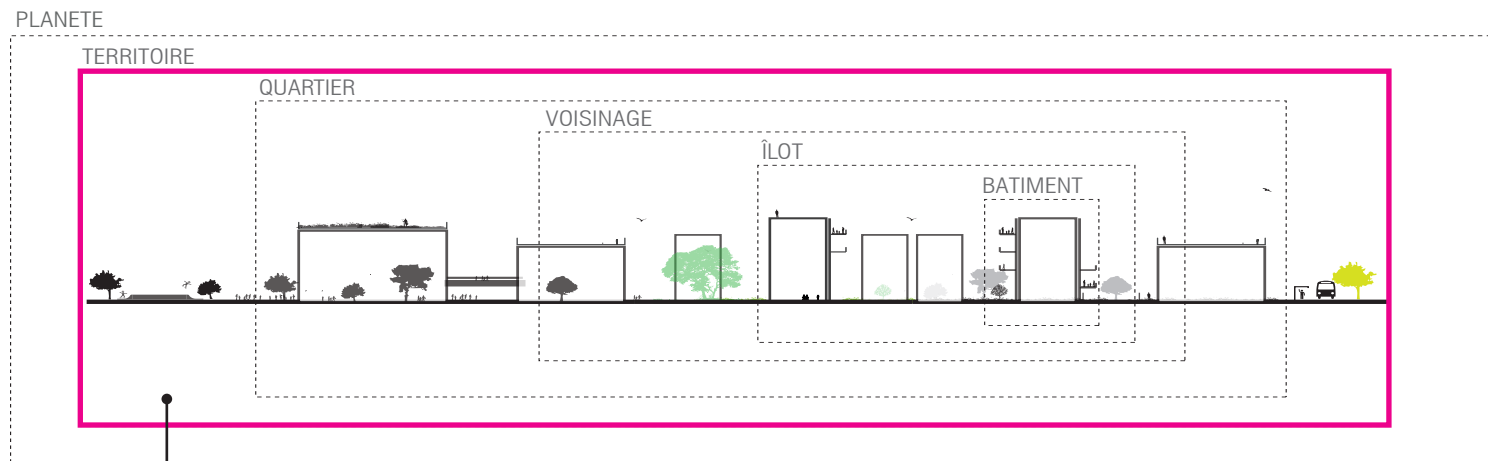 PLANETE
TERRITOIRE
QUARTIER
VOISINAGE
ÎLOT
BATIMENT